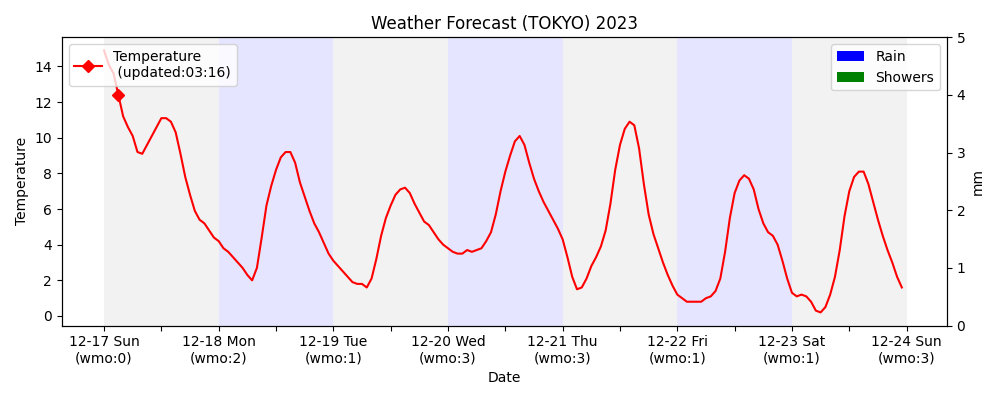 Weather Forecast (TOKYO) 2023
Temperature
(updated:03:16)
Rain
Showers
Temperature
14
12
10
8
6
4
2
0
5
4
3
2
1
0
mm
12-17 Sun
(wmo:0)
12-18 Mon
(wmo:2)
12-19 Tue
(wmo:1)
12-20 Wed
(wmo:3)
12-21 Thu
(wmo:3)
12-22 Fri
(wmo:1)
12-23 Sat
(wmo:1)
12-24 Sun
(wmo:3)
Date